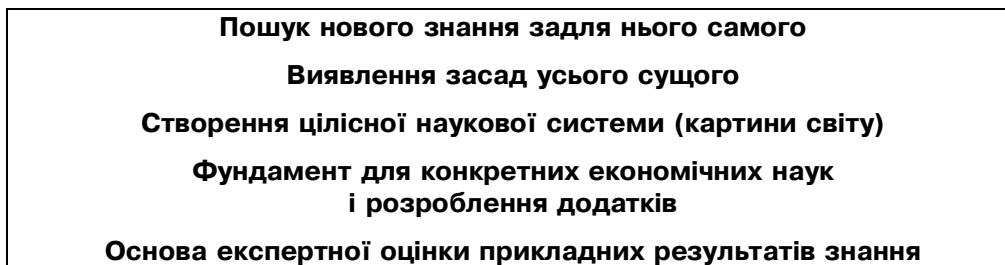 Пошук нового знання задля нього самого
Виявлення засад усього сущого
Створення цілісної наукової системи (картини світу)
Фундамент для конкретних економічних наук
і розроблення додатків
Основа експертної оцінки прикладних результатів знання